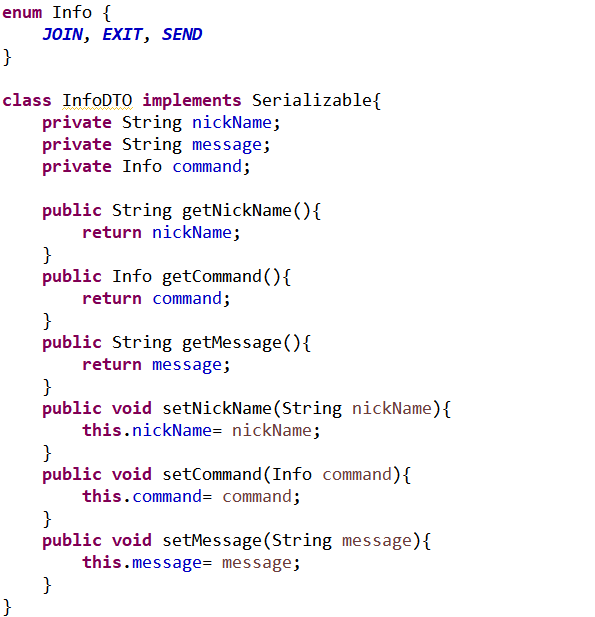 enum Info {
    JOIN, EXIT, SEND
}

class InfoDTO implements Serializable{
    private String nickName;
    private String message;
    private Info command;

    public String getNickName(){
        return nickName;
    }
    public Info getCommand(){
        return command;
    }
    public String getMessage(){
        return message;
    }
    public void setNickName(String nickName){
        this.nickName= nickName;
    }
    public void setCommand(Info command){
        this.command= command;
    }
    public void setMessage(String message){
        this.message= message;
    }
}